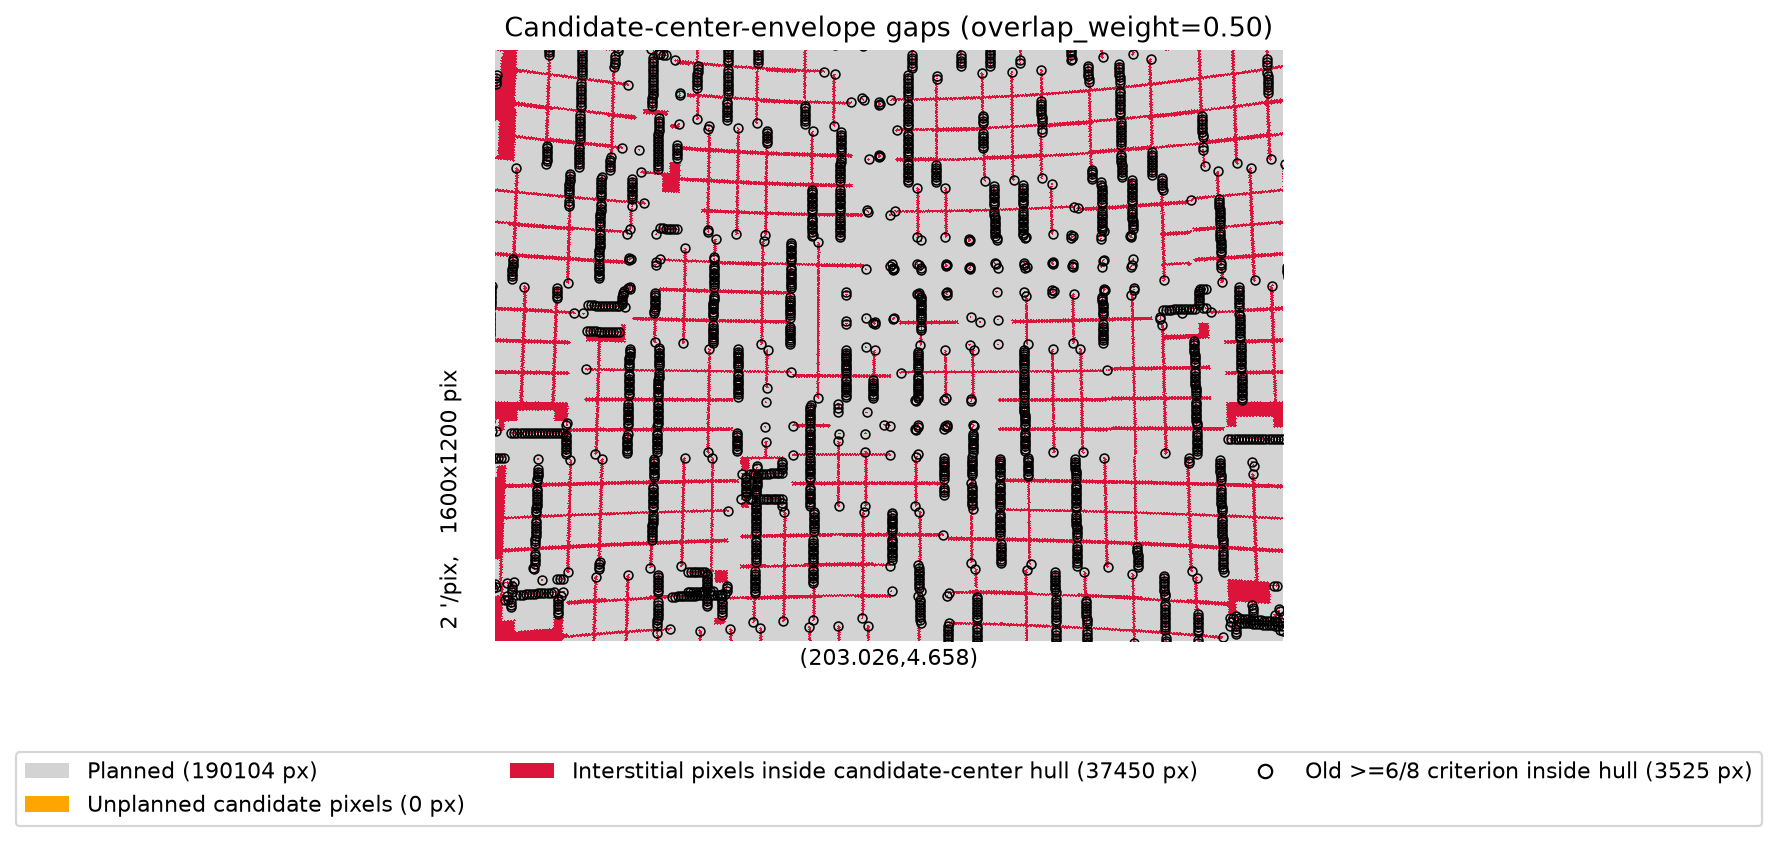 Candidate-center-envelope gaps (overlap_weight=0.50)
2 '/pix,   1600x1200 pix
(203.026,4.658)
Planned (190104 px)
Unplanned candidate pixels (0 px)
Interstitial pixels inside candidate-center hull (37450 px)
Old >=6/8 criterion inside hull (3525 px)